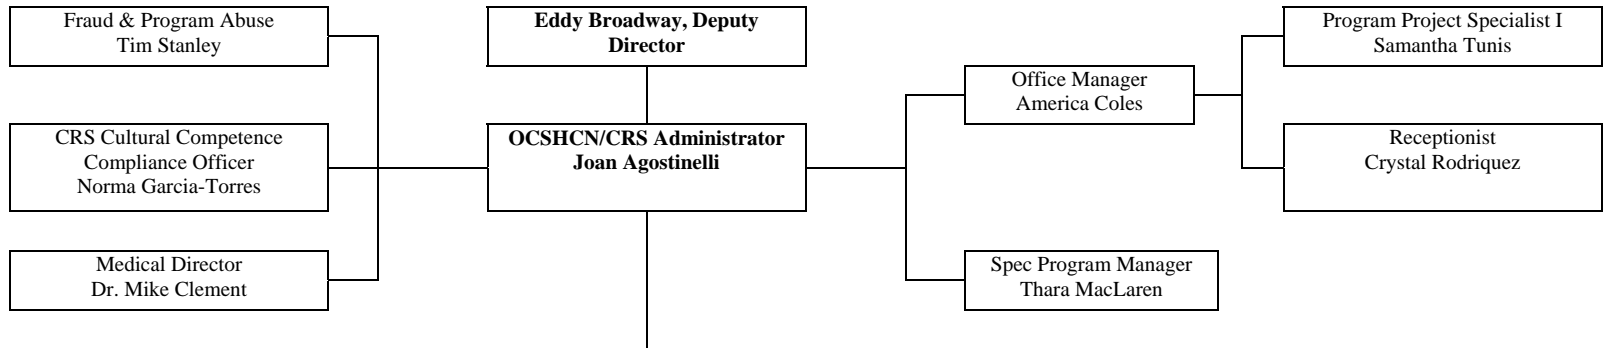 Fraud & Program Abuse
Tim Stanley
Eddy Broadway, Deputy
Director
Program Project Specialist I
Samantha Tunis
Office Manager
America Coles
CRS Cultural Competence
Compliance Officer
Norma Garcia-Torres
OCSHCN/CRS Administrator
Joan Agostinelli
Receptionist
Crystal Rodriquez
Medical Director
Dr. Mike Clement
Spec Program Manager
Thara MacLaren